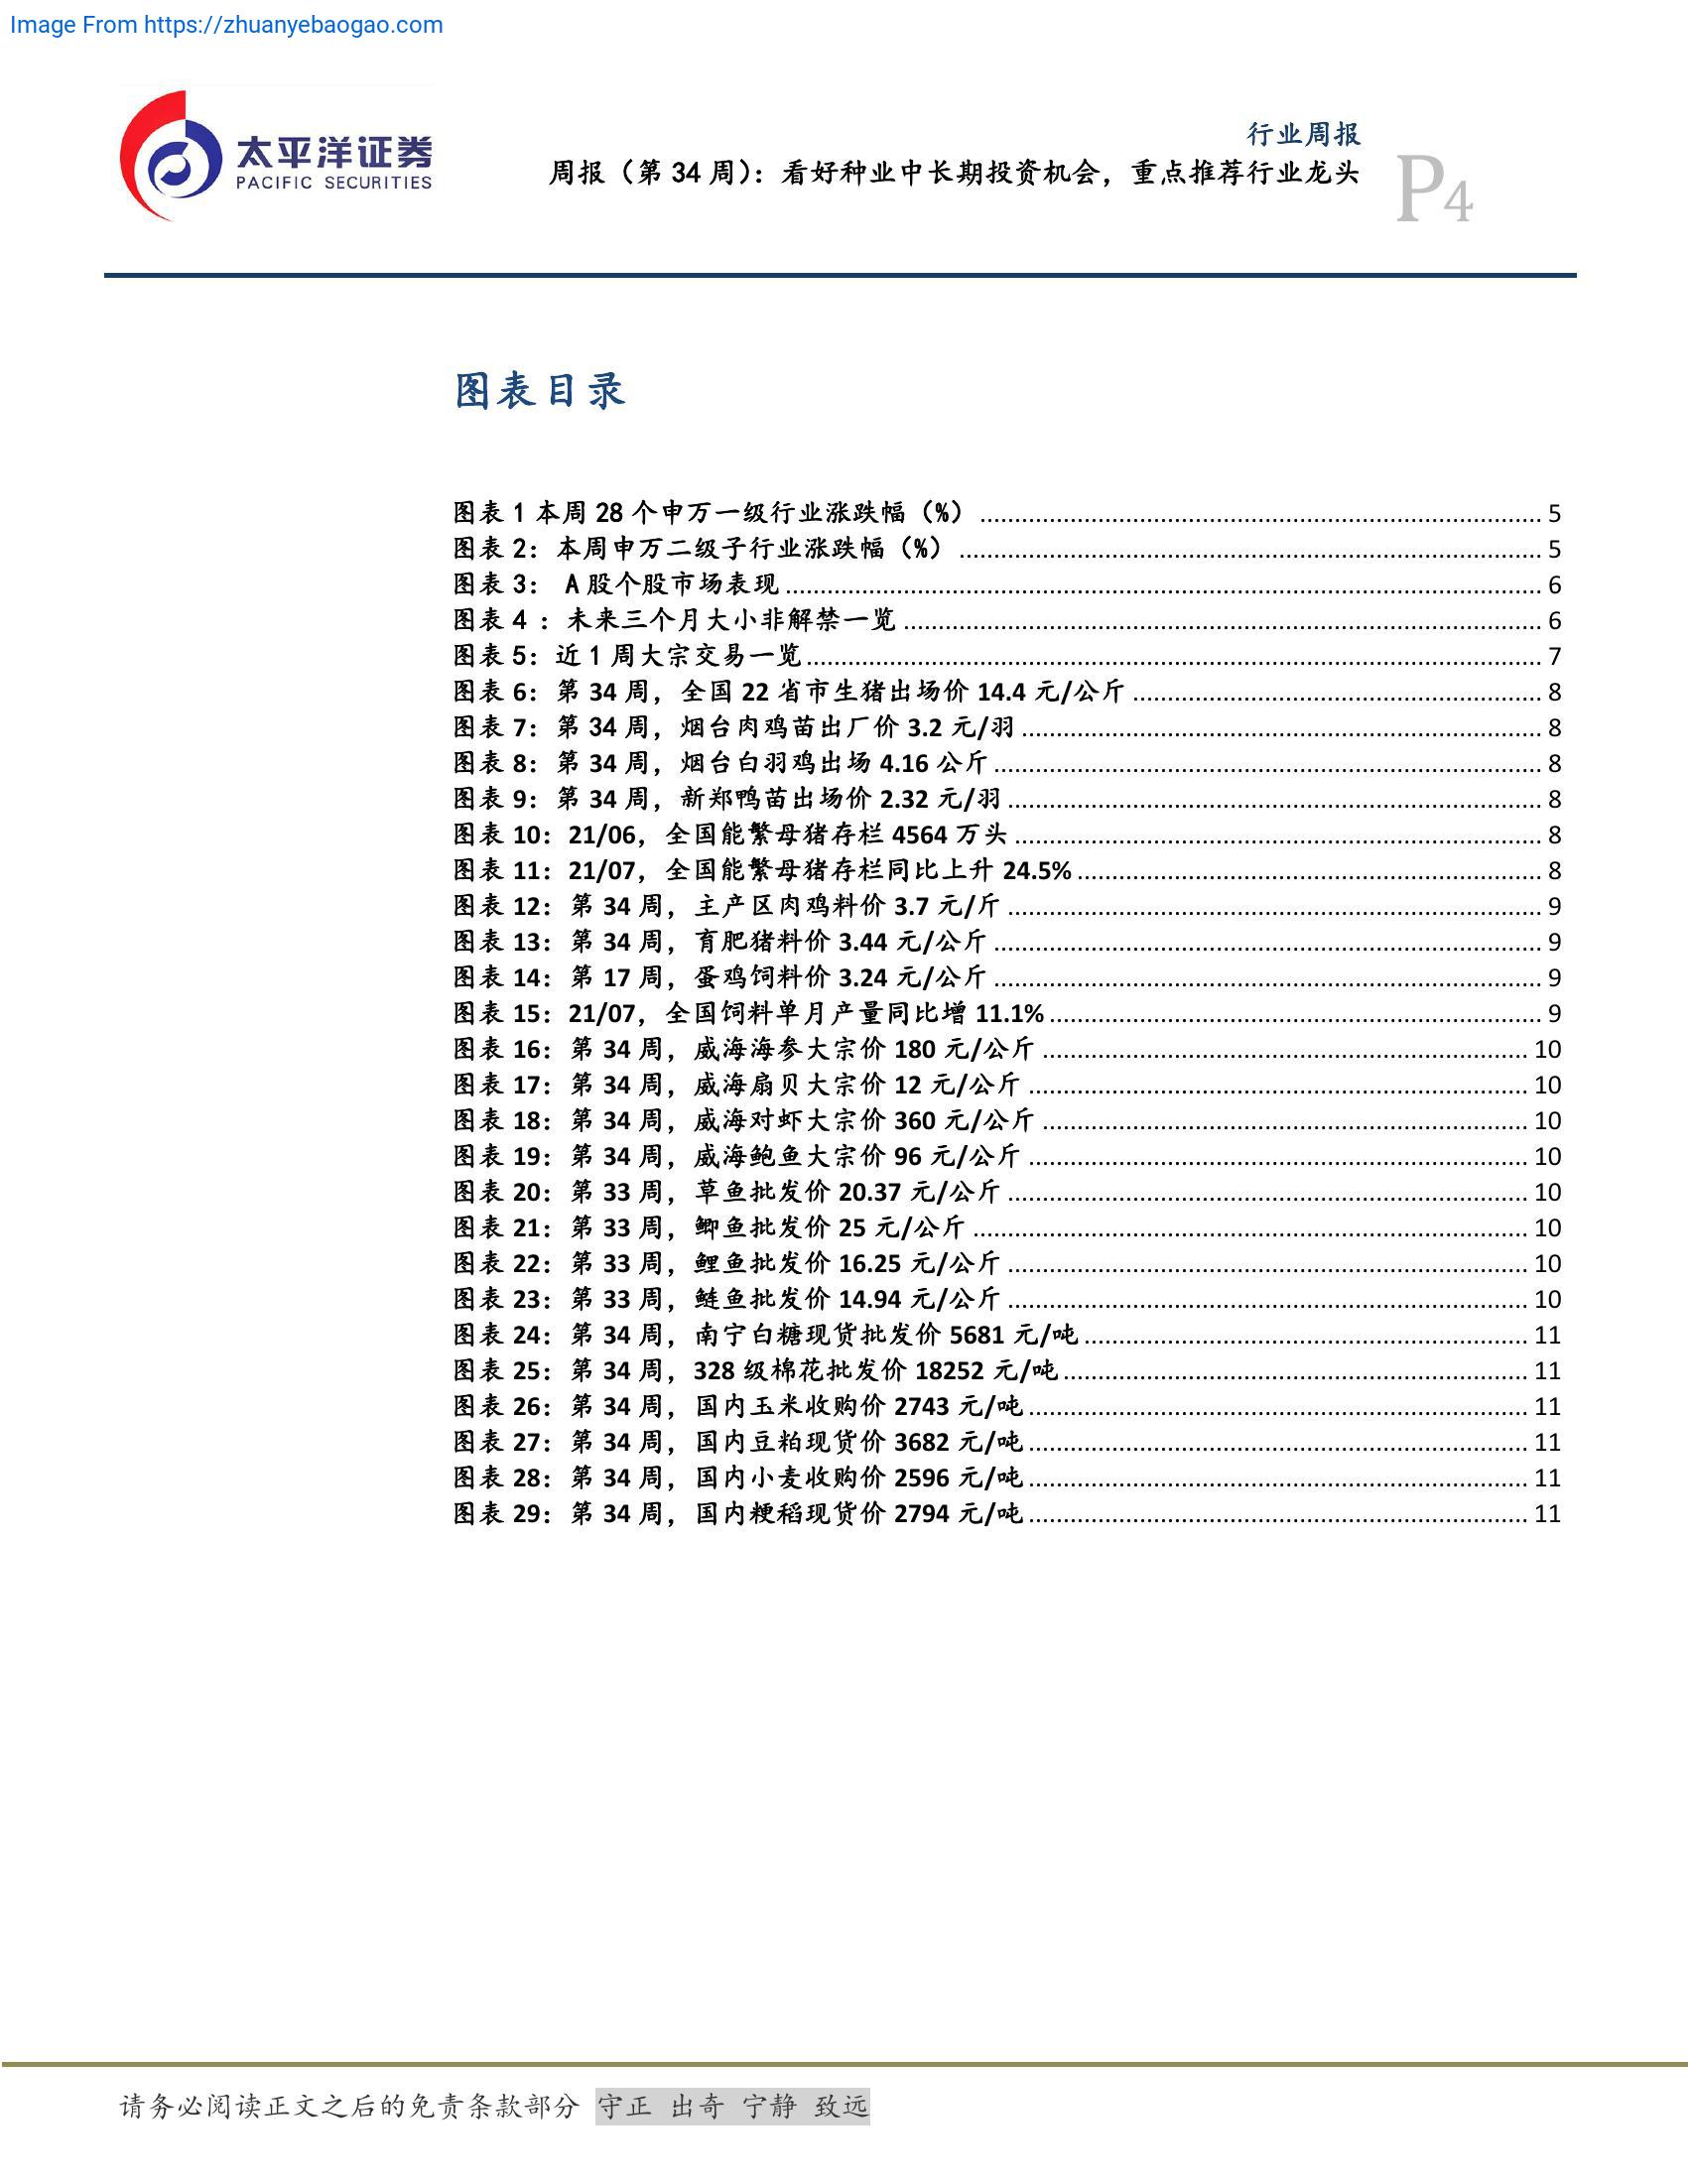 Image From https://zhuanyebaogao.com
太平洋证券
PACIFIC SECURITIES
行业周报
周报（第 34 周）：看好种业中长期投资机会，重点推荐行业龙头
P4
图表目录
图表 1 本周 28 个申万一级行业涨跌幅（%） 5
图表 2：本周申万二级子行业涨跌幅（%） 5
图表 3： A 股个股市场表现 6
图表 4 ：未来三个月大小非解禁一览 6
图表 5：近 1 周大宗交易一览 7
图表 6：第 34 周，全国 22 省市生猪出场价 14.4 元/公斤 8
图表 7：第 34 周，烟台肉鸡苗出厂价 3.2 元/羽 8
图表 8：第 34 周，烟台白羽鸡出场 4.16 公斤 8
图表 9：第 34 周，新郑鸭苗出场价 2.32 元/羽 8
图表 10：21/06，全国能繁母猪存栏 4564 万头 8
图表 11：21/07，全国能繁母猪存栏同比上升 24.5% 8
图表 12：第 34 周，主产区肉鸡料价 3.7 元/斤 9
图表 13：第 34 周，育肥猪料价 3.44 元/公斤 9
图表 14：第 17 周，蛋鸡饲料价 3.24 元/公斤 9
图表 15：21/07，全国饲料单月产量同比增 11.1% 9
图表 16：第 34 周，威海海参大宗价 180 元/公斤 10
图表 17：第 34 周，威海扇贝大宗价 12 元/公斤 10
图表 18：第 34 周，威海对虾大宗价 360 元/公斤 10
图表 19：第 34 周，威海鲍鱼大宗价 96 元/公斤 10
图表 20：第 33 周，草鱼批发价 20.37 元/公斤 10
图表 21：第 33 周，鲫鱼批发价 25 元/公斤 10
图表 22：第 33 周，鲤鱼批发价 16.25 元/公斤 10
图表 23：第 33 周，鲢鱼批发价 14.94 元/公斤 10
图表 24：第 34 周，南宁白糖现货批发价 5681 元/吨 11
图表 25：第 34 周，328 级棉花批发价 18252 元/吨 11
图表 26：第 34 周，国内玉米收购价 2743 元/吨 11
图表 27：第 34 周，国内豆粕现货价 3682 元/吨 11
图表 28：第 34 周，国内小麦收购价 2596 元/吨 11
图表 29：第 34 周，国内粳稻现货价 2794 元/吨 11
请务必阅读正文之后的免责条款部分 守正 出奇 宁静 致远